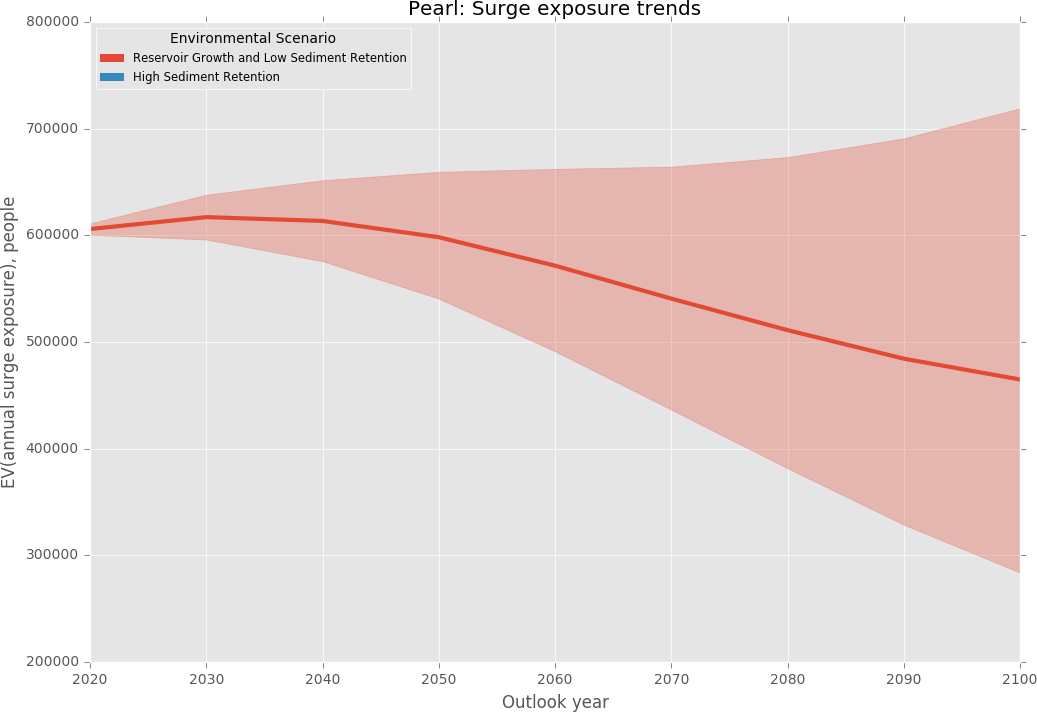 Pearl: Surge exposure trends
800000
700000
600000
500000
400000
300000
200000
EV(annual surge exposure), people
Environmental Scenario
Reservoir Growth and Low Sediment Retention
High Sediment Retention
2020 2030 2040 2050 2060 2070 2080 2090 2100
Outlook year